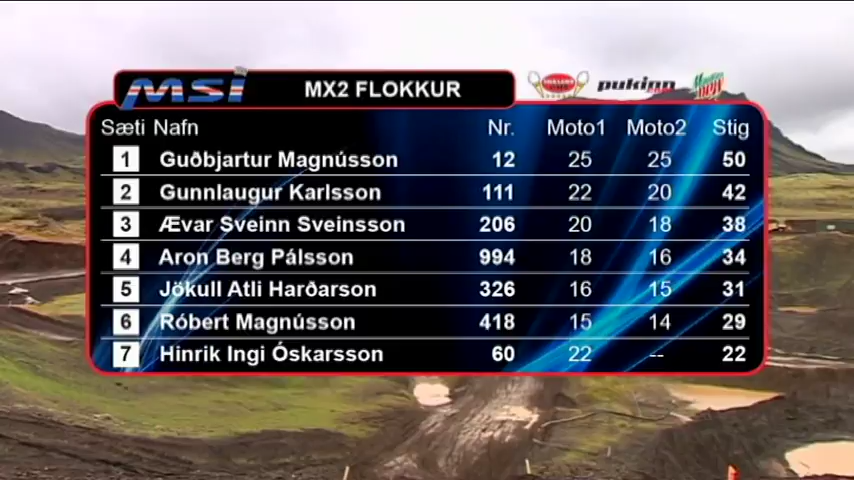 MSI MX2 FLOKKUR pukinn
Sæti Nafn Nr. Moto1 Moto2 Stig
1 Guðbjartur Magnússon 12 25 25 50
2 Gunnlaugur Karlsson 111 22 20 42
3 Ævar Sveinn Sveinsson 206 20 18 38
4 Aron Berg Pálsson 994 18 16 34
5 Jökull Atli Harðarson 326 16 15 31
6 Róbert Magnússon 418 15 14 29
7 Hinrik Ingi Óskarsson 60 22 -- 22